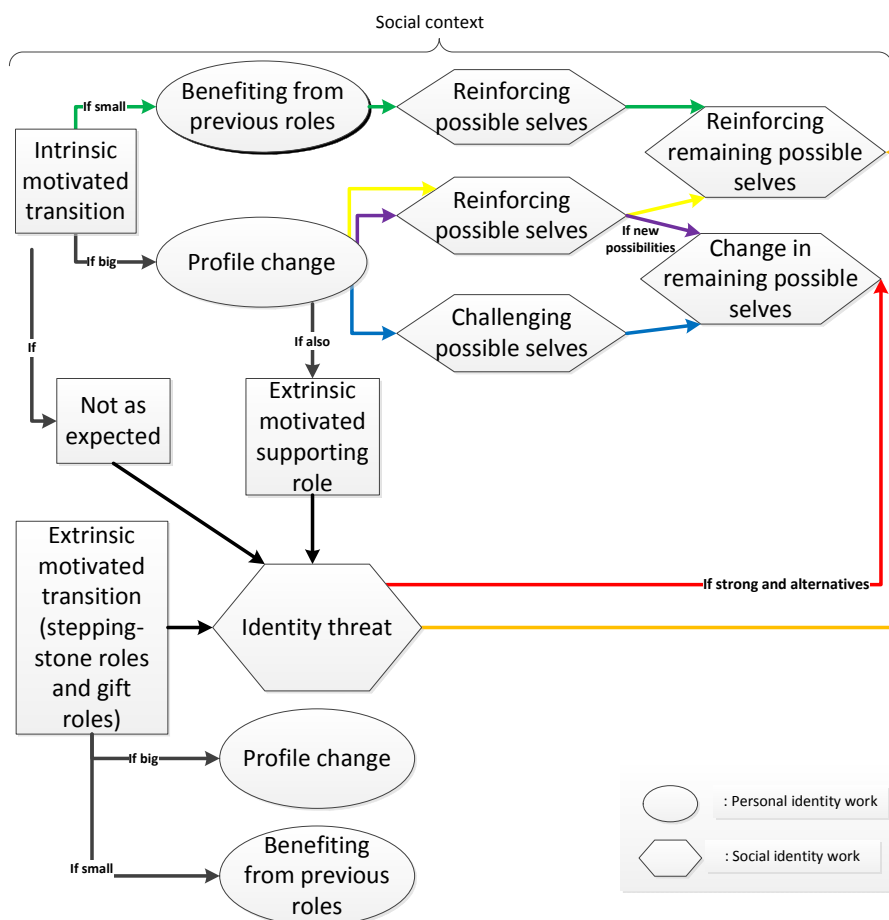 Social context
If small
Benefiting from
previous roles
Reinforcing
possible selves
Reinforcing
remaining possible
selves
Intrinsic
motivated
transition
If big
Profile change
Reinforcing
possible selves
If new
possibilities
Change in
remaining possible
selves
Challenging
possible selves
If
If also
Not as
expected
Extrinsic
motivated
supporting
role
Extrinsic
motivated
transition
(stepping-
stone roles
and gift
roles)
Identity threat
If strong and alternatives
If big
Profile change
If small
Benefiting
from previous
roles
: Personal identity work
: Social identity work